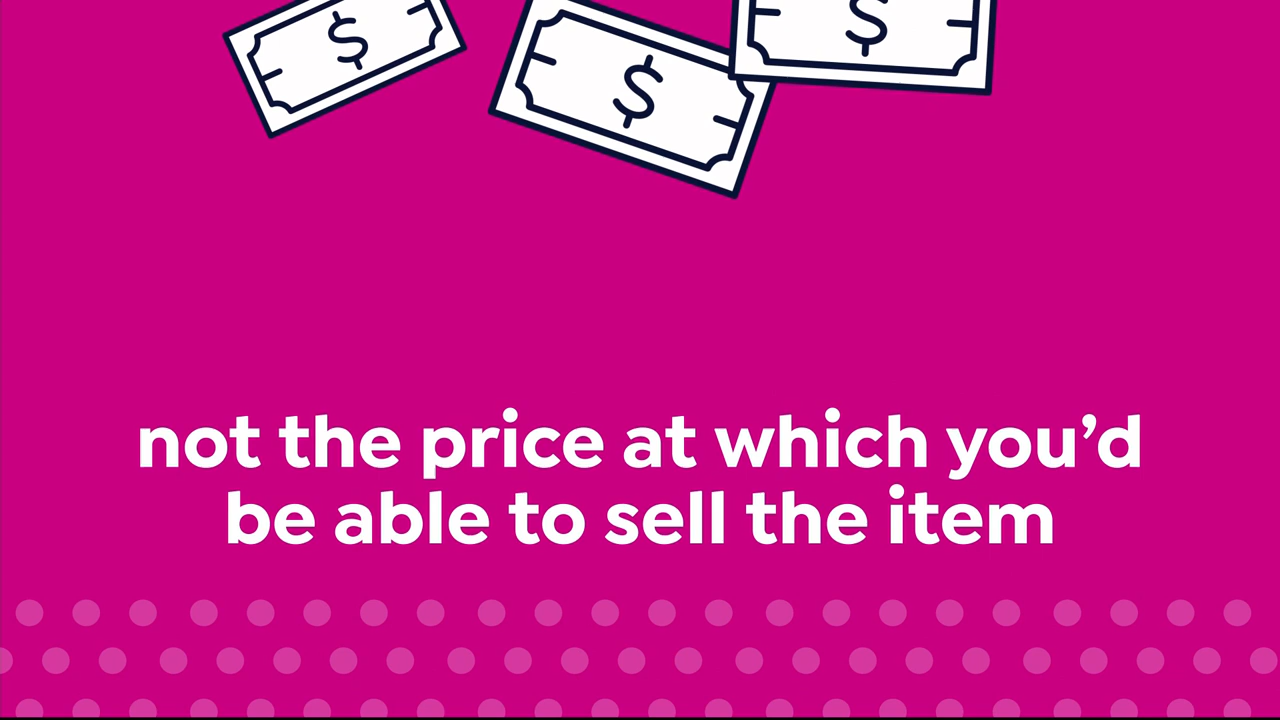 $ $ $
not the price at which you’d
be able to sell the item